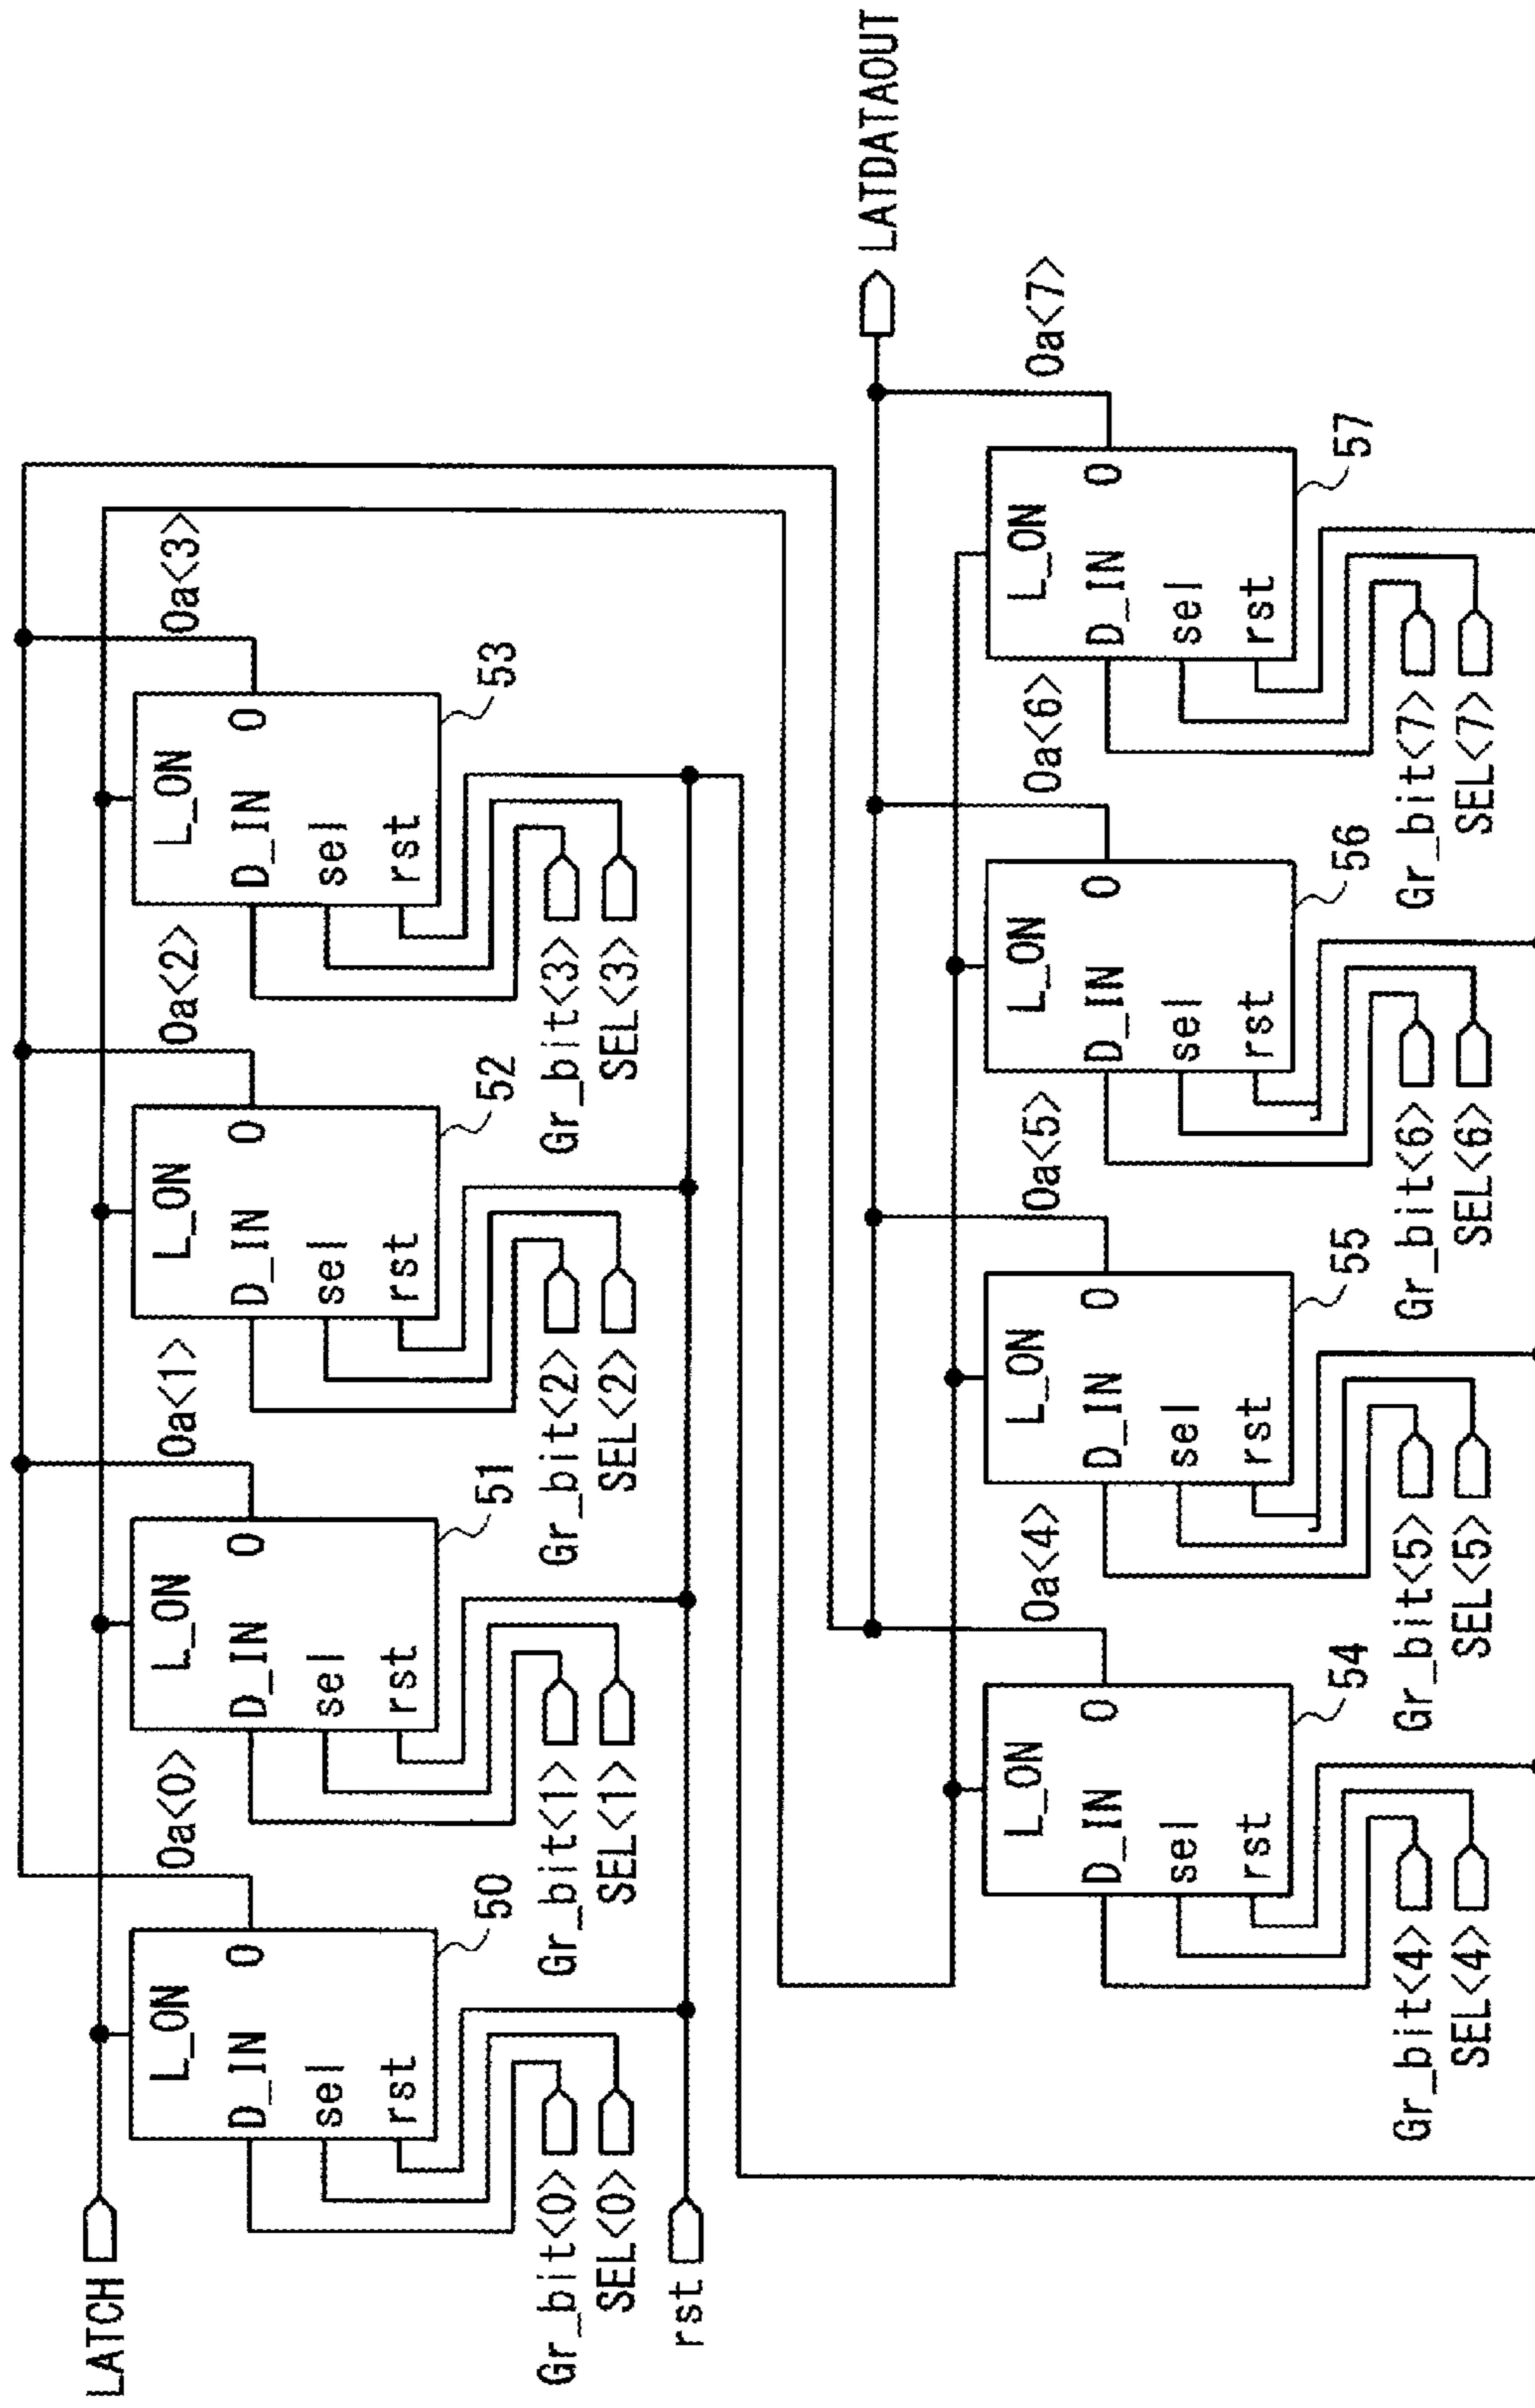 LATCH
L_ON
D_IN
O
sel
rst
50
Oa<0>
Gr_bit<0>
SEL<0>
L_ON
D_IN
O
sel
rst
51
Oa<1>
Gr_bit<1>
SEL<1>
L_ON
D_IN
O
sel
rst
52
Oa<2>
Gr_bit<2>
SEL<2>
L_ON
D_IN
O
sel
rst
53
Oa<3>
Gr_bit<3>
SEL<3>
rst
LATDATAOUT
L_ON
D_IN
O
sel
rst
54
Oa<4>
Gr_bit<4>
SEL<4>
L_ON
D_IN
O
sel
rst
55
Oa<5>
Gr_bit<5>
SEL<5>
L_ON
D_IN
O
sel
rst
56
Oa<6>
Gr_bit<6>
SEL<6>
L_ON
D_IN
O
sel
rst
57
Oa<7>
Gr_bit<7>
SEL<7>